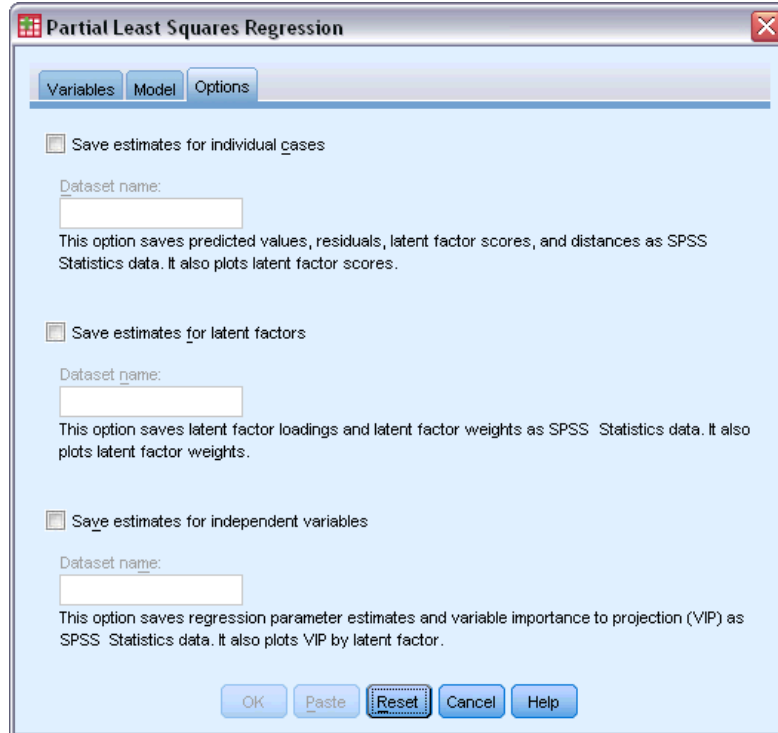 Partial Least Squares Regression
Variables Model Options
Save estimates for individual cases
Dataset name:
This option saves predicted values, residuals, latent factor scores, and distances as SPSS
Statistics data. It also plots latent factor scores.
Save estimates for latent factors
Dataset name:
This option saves latent factor loadings and latent factor weights as SPSS Statistics data. It also
plots latent factor weights.
Save estimates for independent variables
Dataset name:
This option saves regression parameter estimates and variable importance to projection (VIP) as
SPSS Statistics data. It also plots VIP by latent factor.
OK Paste Reset Cancel Help